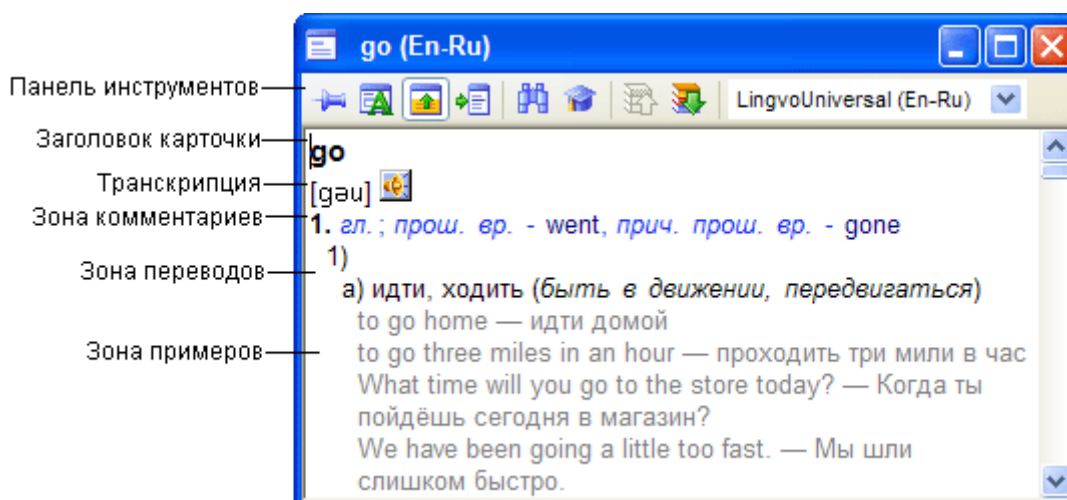 go (En-Ru)
Панель инструментов
LingvoUniversal (En-Ru)
Заголовок карточки
go
Транскрипция
[gəu]
Зона комментариев
1. гл. ; прош. вр. - went, прич. прош. вр. - gone
1)
Зона переводов
а) идти, ходить (быть в движении, передвигаться)
to go home — идти домой
Зона примеров
to go three miles in an hour — проходить три мили в час
What time will you go to the store today? — Когда ты
пойдёшь сегодня в магазин?
We have been going a little too fast. — Мы шли
слишком быстро.